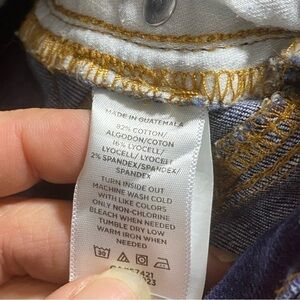 MADE IN GUATEMALA
82% COTTON/
ALGODON/COTON
16% LYOCELL/
LYOCELL/ LYOCELL
2% SPANDEX/SPANDEX/
SPANDEX
TURN INSIDE OUT
MACHINE WASH COLD
WITH LIKE COLORS
ONLY NON-CHLORINE
BLEACH WHEN NEEDED
TUMBLE DRY LOW
WARM IRON WHEN